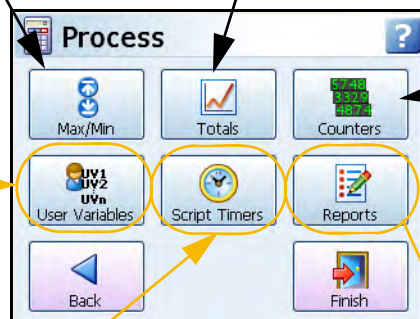 Process
?
Max/Min
Totals
5748
3329
4874
Counters
UV1
UV2
UVn
User Variables
Script Timers
Reports
Back
Finish